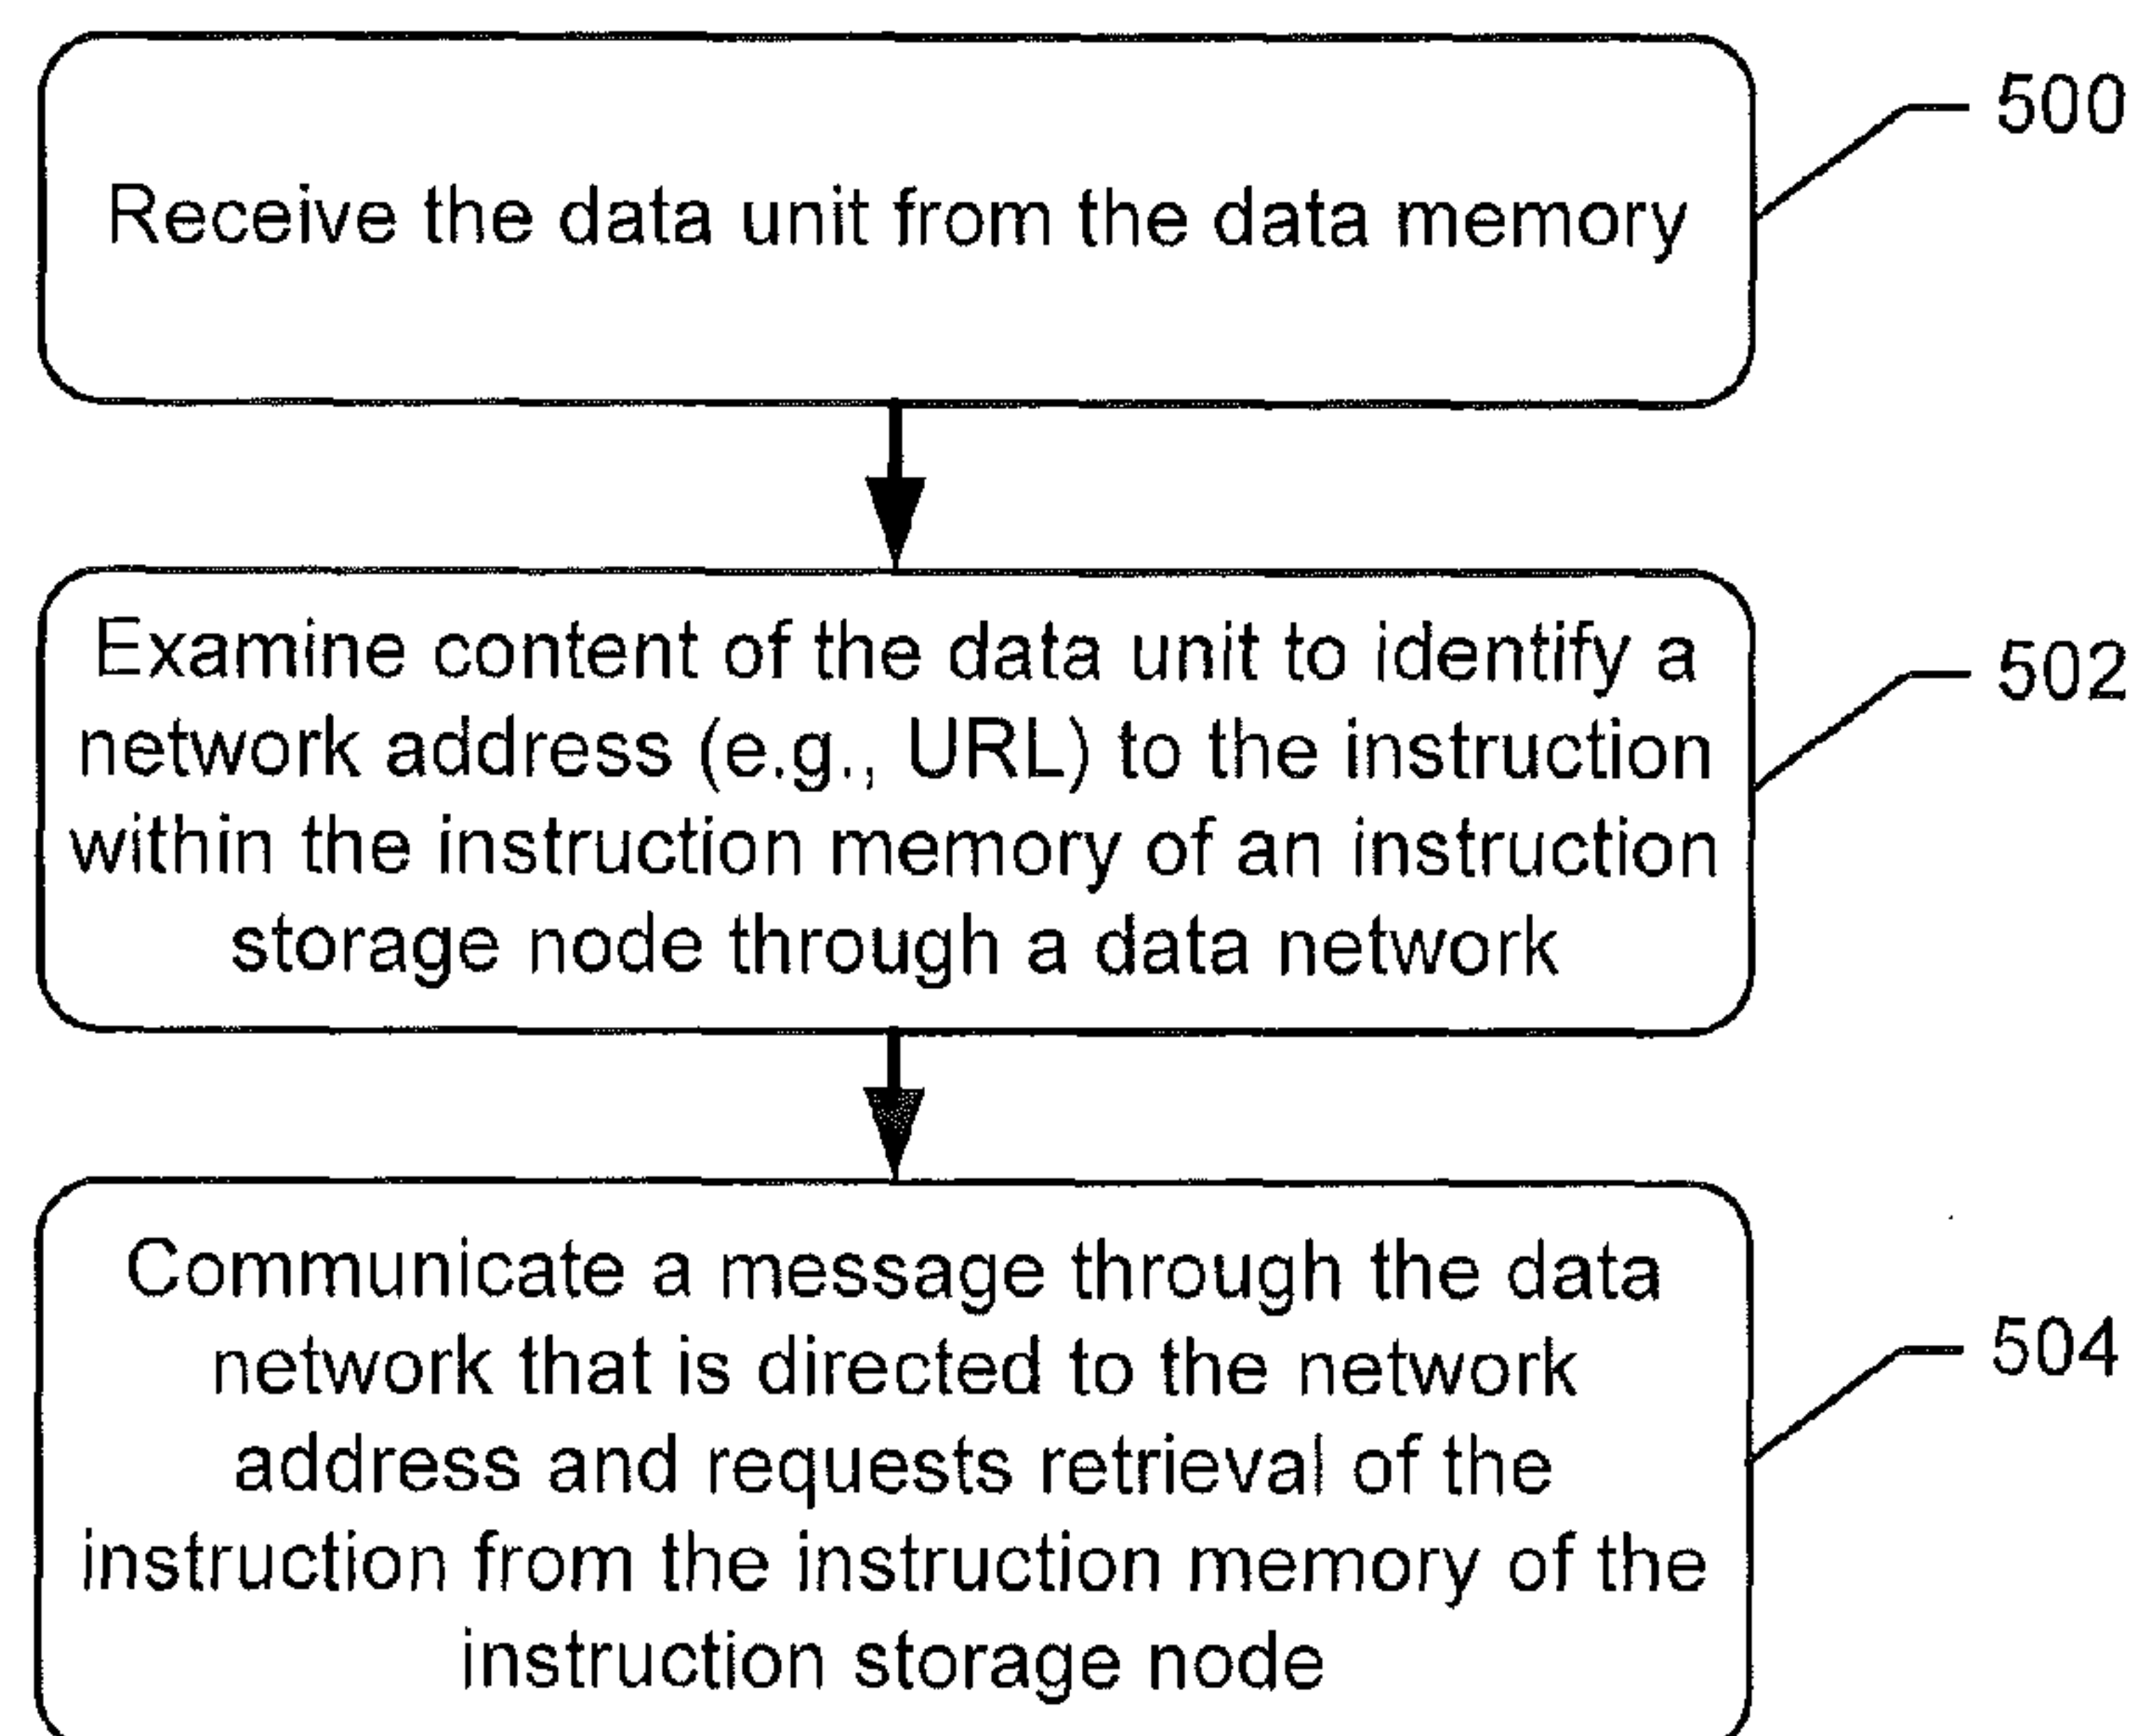 Receive the data unit from the data memory
500
Examine content of the data unit to identify a
network address (e.g., URL) to the instruction
within the instruction memory of an instruction
storage node through a data network
502
Communicate a message through the data
network that is directed to the network
address and requests retrieval of the
instruction from the instruction memory of the
instruction storage node
504